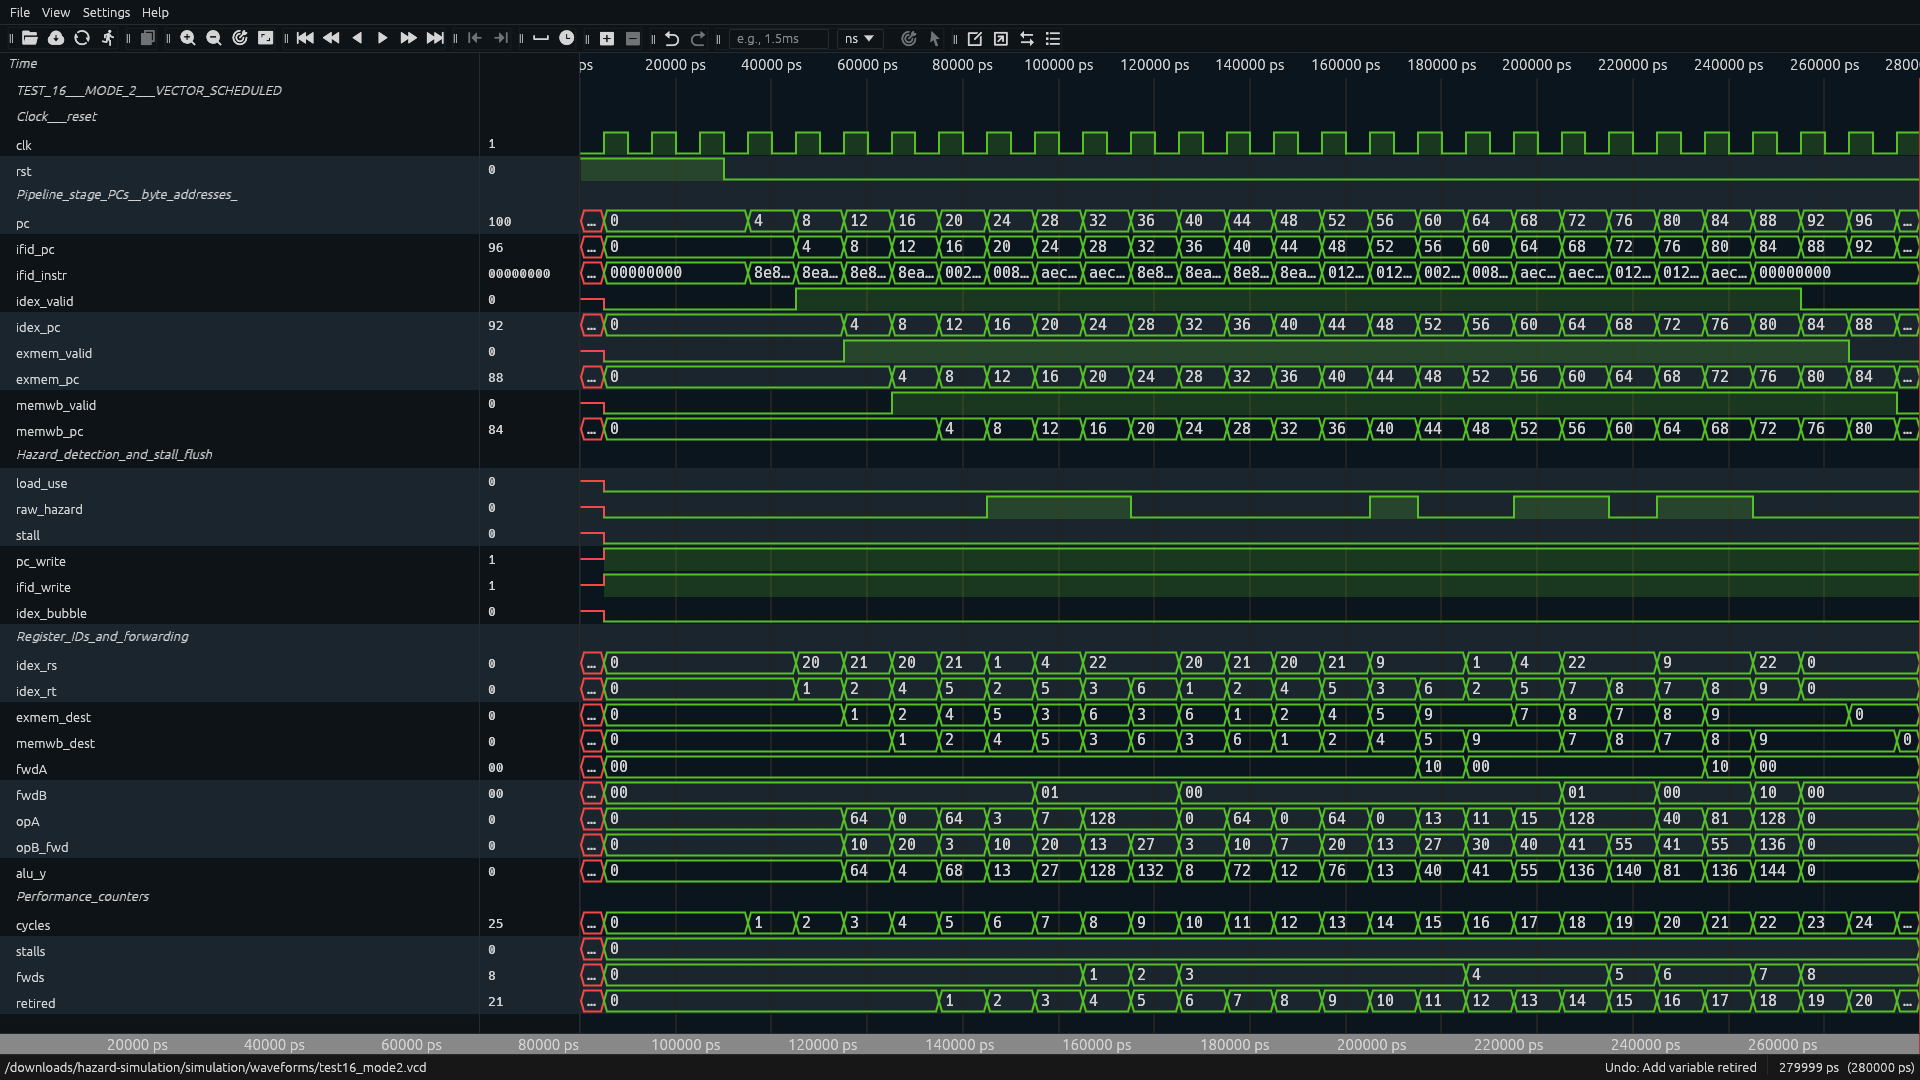 File View Settings Help
e.g., 1.5ms ns
Time ps 20000 ps 40000 ps 60000 ps 80000 ps 100000 ps 120000 ps 140000 ps 160000 ps 180000 ps 200000 ps 220000 ps 240000 ps 260000 ps 2800
TEST_16___MODE_2___VECTOR_SCHEDULED
Clock___reset
clk 1
rst 0
Pipeline_stage_PCs__byte_addresses_
pc 100 ... 0 4 8 12 16 20 24 28 32 36 40 44 48 52 56 60 64 68 72 76 80 84 88 92 96 ...
ifid_pc 96 ... 0 4 8 12 16 20 24 28 32 36 40 44 48 52 56 60 64 68 72 76 80 84 88 92 ...
ifid_instr 00000000 ... 00000000 8e8... 8ea... 8e8... 8ea... 002... 008... aec... aec... 8e8... 8ea... 8e8... 8ea... 012... 012... 002... 008... aec... aec... 012... 012... aec... 00000000
idex_valid 0
idex_pc 92 ... 0 4 8 12 16 20 24 28 32 36 40 44 48 52 56 60 64 68 72 76 80 84 88 ...
exmem_valid 0
exmem_pc 88 ... 0 4 8 12 16 20 24 28 32 36 40 44 48 52 56 60 64 68 72 76 80 84 ...
memwb_valid 0
memwb_pc 84 ... 0 4 8 12 16 20 24 28 32 36 40 44 48 52 56 60 64 68 72 76 80 ...
Hazard_detection_and_stall_flush
load_use 0
raw_hazard 0
stall 0
pc_write 1
ifid_write 1
idex_bubble 0
Register_IDs_and_forwarding
idex_rs 0 ... 0 20 21 20 21 1 4 22 20 21 20 21 9 1 4 22 9 22 0
idex_rt 0 ... 0 1 2 4 5 2 5 3 6 1 2 4 5 3 6 2 5 7 8 7 8 9 0
exmem_dest 0 ... 0 1 2 4 5 3 6 3 6 1 2 4 5 9 7 8 7 8 9 0
memwb_dest 0 ... 0 1 2 4 5 3 6 3 6 1 2 4 5 9 7 8 7 8 9 0
fwdA 00 ... 00 10 00 10 00
fwdB 00 ... 00 01 00 01 00 10 00
opA 0 ... 0 64 0 64 3 7 128 0 64 0 64 0 13 11 15 128 40 81 128 0
opB_fwd 0 ... 0 10 20 3 10 20 13 27 3 10 7 20 13 27 30 40 41 55 41 55 136 0
alu_y 0 ... 0 64 4 68 13 27 128 132 8 72 12 76 13 40 41 55 136 140 81 136 144 0
Performance_counters
cycles 25 ... 0 1 2 3 4 5 6 7 8 9 10 11 12 13 14 15 16 17 18 19 20 21 22 23 24 ...
stalls 0 ... 0
fwds 8 ... 0 1 2 3 4 5 6 7 8
retired 21 ... 0 1 2 3 4 5 6 7 8 9 10 11 12 13 14 15 16 17 18 19 20 ...
20000 ps 40000 ps 60000 ps 80000 ps 100000 ps 120000 ps 140000 ps 160000 ps 180000 ps 200000 ps 220000 ps 240000 ps 260000 ps
/downloads/hazard-simulation/simulation/waveforms/test16_mode2.vcd Undo: Add variable retired 279999 ps (280000 ps)